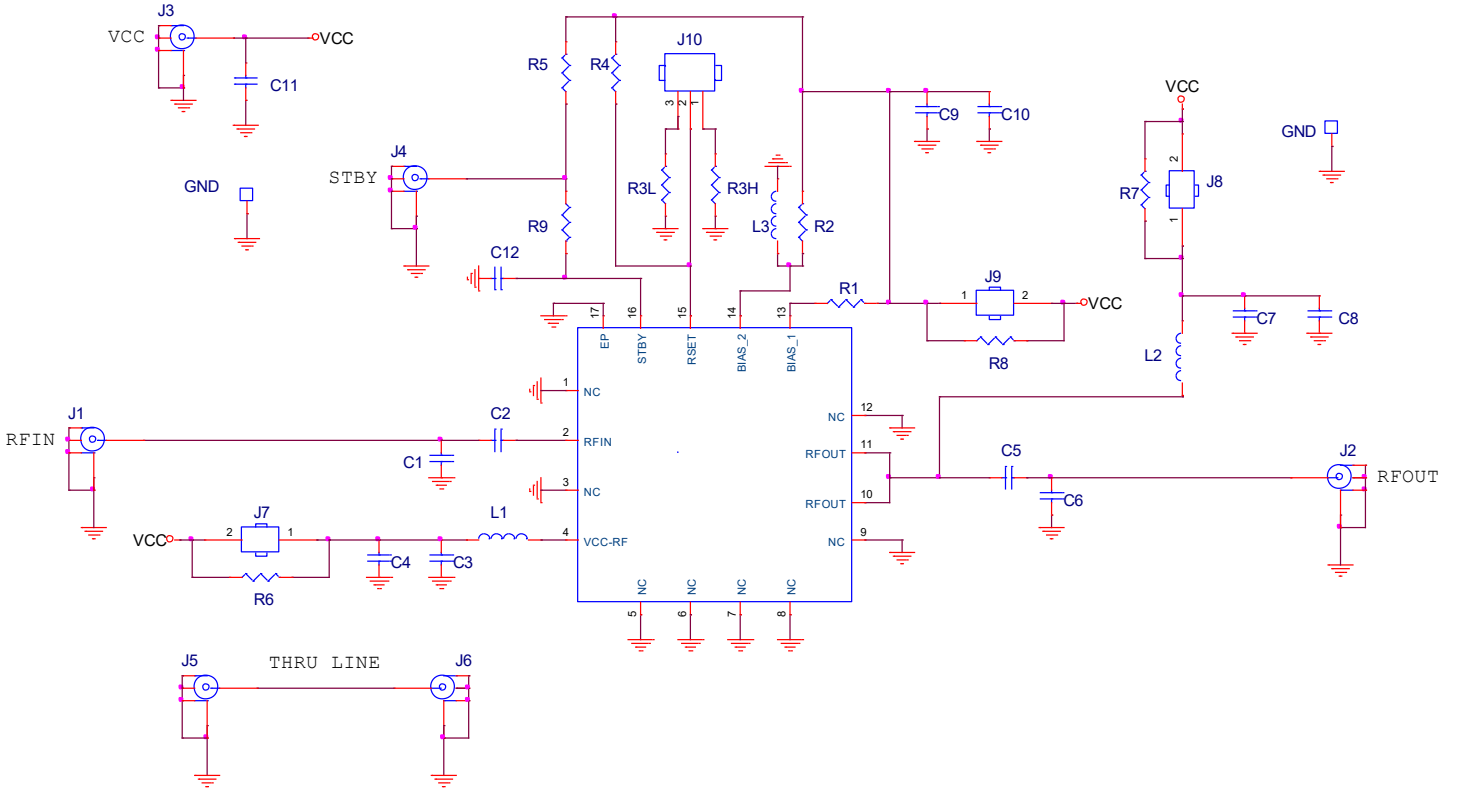 J3
VCC
VCC
C11
R5
R4
J10
3
2
1
C9
C10
VCC
GND
J4
STBY
GND
R3L
R3H
R9
L3
R2
2
R7
J8
1
C12
R1
J9
1
2
VCC
R8
C7
C8
L2
17
16
15
14
13
EP
STBY
RSET
BIAS_2
BIAS_1
1
NC
J1
RFIN
C2
2
RFIN
C1
3
NC
12
NC
11
RFOUT
C5
J2
RFOUT
10
RFOUT
C6
J7
VCC
2
1
L1
4
VCC-RF
9
NC
C4
C3
R6
NC
NC
NC
NC
5
6
7
8
J5
THRU LINE
J6